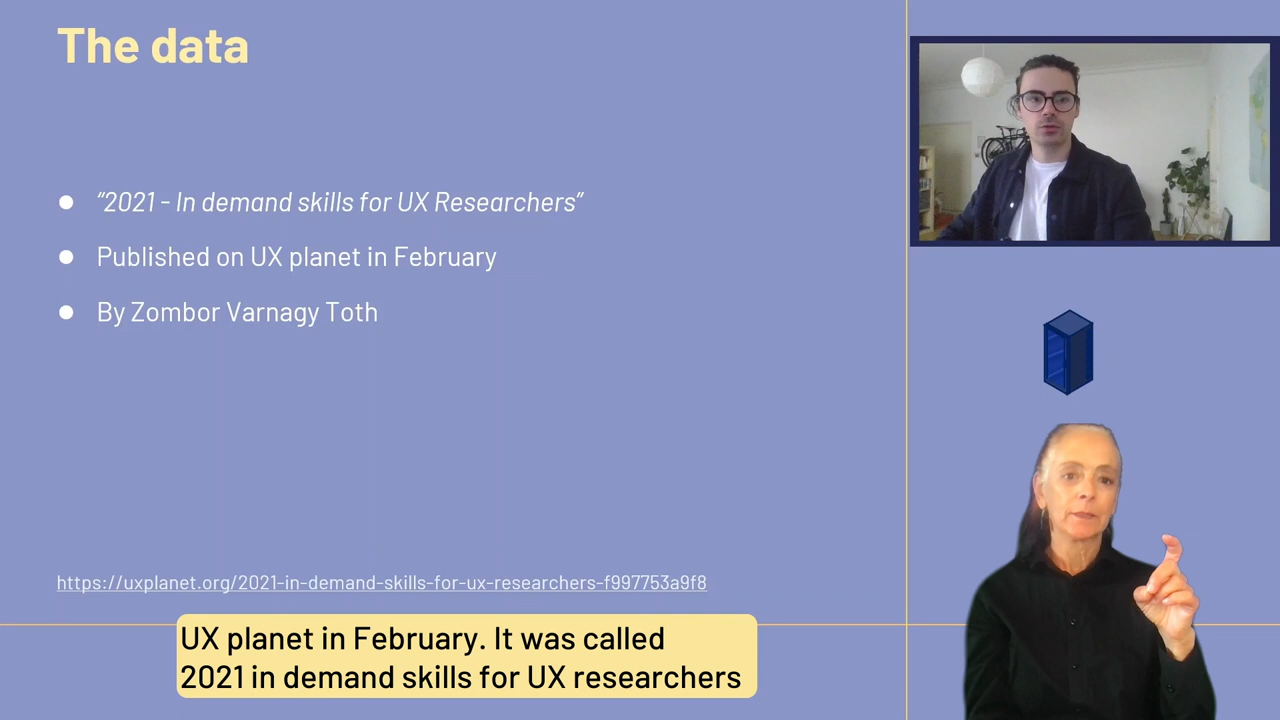 The data
“2021 - In demand skills for UX Researchers”
Published on UX planet in February
By Zombor Varnagy Toth
https://uxplanet.org/2021-in-demand-skills-for-ux-researchers-f997753a9f8
UX planet in February. It was called
2021 in demand skills for UX researchers